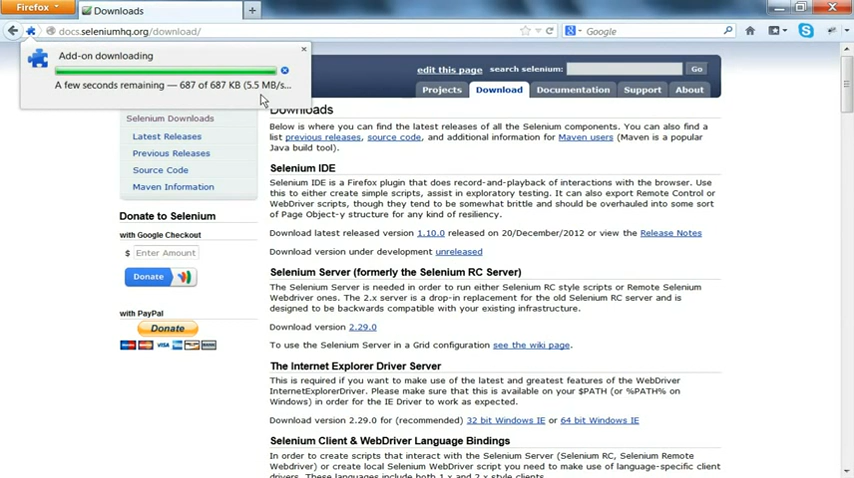 Firefox
Downloads
docs.seleniumhq.org/download/
Google
Add-on downloading
A few seconds remaining — 687 of 687 KB (5.5 MB/s...
edit this page search selenium: Go
Projects Download Documentation Support About
Selenium Downloads
Latest Releases
Previous Releases
Source Code
Maven Information
Donate to Selenium
with Google Checkout
$ Enter Amount
Donate
with PayPal
Donate
Downloads
Below is where you can find the latest releases of all the Selenium components. You can also find a
list previous releases, source code, and additional information for Maven users (Maven is a popular
Java build tool).
Selenium IDE
Selenium IDE is a Firefox plugin that does record-and-playback of interactions with the browser. Use
this to either create simple scripts, assist in exploratory testing. It can also export Remote Control or
WebDriver scripts, though they tend to be somewhat brittle and should be overhauled into some sort
of Page Object-y structure for any kind of resiliency.
Download latest released version 1.10.0 released on 20/December/2012 or view the Release Notes
Download version under development unreleased
Selenium Server (formerly the Selenium RC Server)
The Selenium Server is needed in order to run either Selenium RC style scripts or Remote Selenium
Webdriver ones. The 2.x server is a drop-in replacement for the old Selenium RC server and is
designed to be backwards compatible with your existing infrastructure.
Download version 2.29.0
To use the Selenium Server in a Grid configuration see the wiki page.
The Internet Explorer Driver Server
This is required if you want to make use of the latest and greatest features of the WebDriver
InternetExplorerDriver. Please make sure that this is available on your $PATH (or %PATH% on
Windows) in order for the IE Driver to work as expected.
Download version 2.29.0 for (recommended) 32 bit Windows IE or 64 bit Windows IE
Selenium Client & WebDriver Language Bindings
In order to create scripts that interact with the Selenium Server (Selenium RC, Selenium Remote
Webdriver) or create local Selenium WebDriver script you need to make use of language-specific client
drivers. These languages include both 1.x and 2.x style clients.